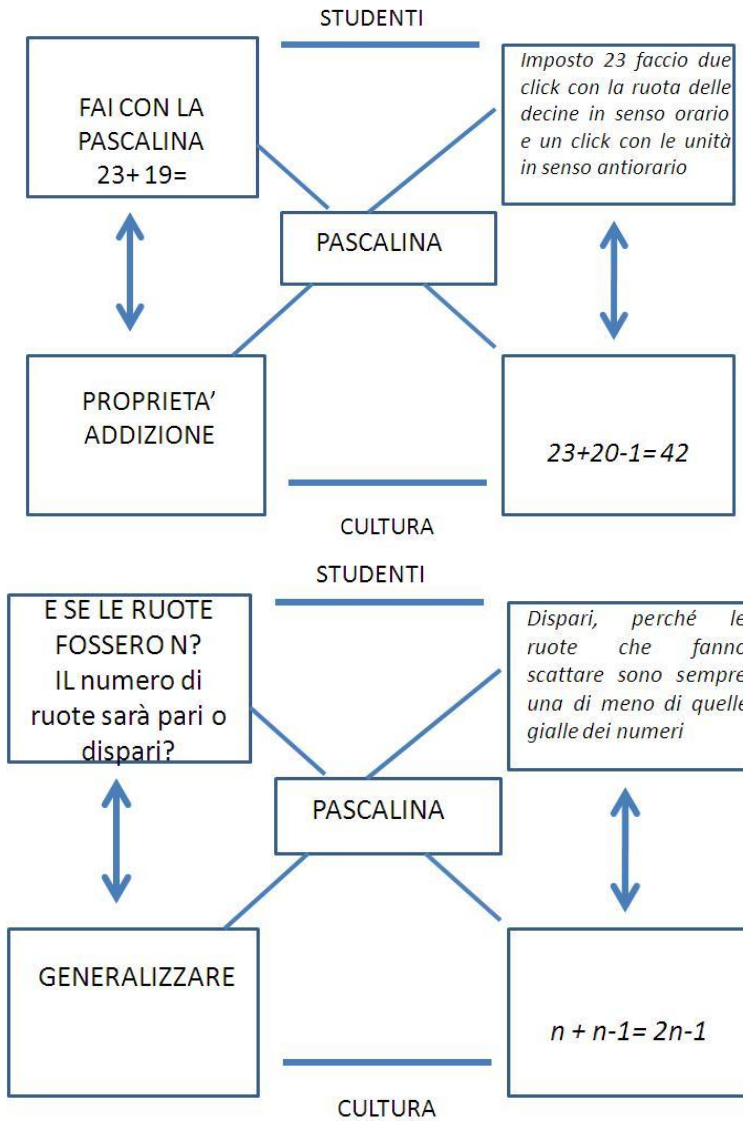 STUDENTI
FAI CON LA
PASCALINA
23+ 19=
Imposto 23 faccio due
click con la ruota delle
decine in senso orario
e un click con le unità
in senso antiorario
PASCALINA
PROPRIETA’
ADDIZIONE
23+20-1= 42
CULTURA
STUDENTI
E SE LE RUOTE
FOSSERO N?
IL numero di
ruote sarà pari o
dispari?
Dispari, perché le
ruote che fanno
scattare sono sempre
una di meno di quelle
gialle dei numeri
PASCALINA
GENERALIZZARE
n + n-1= 2n-1
CULTURA